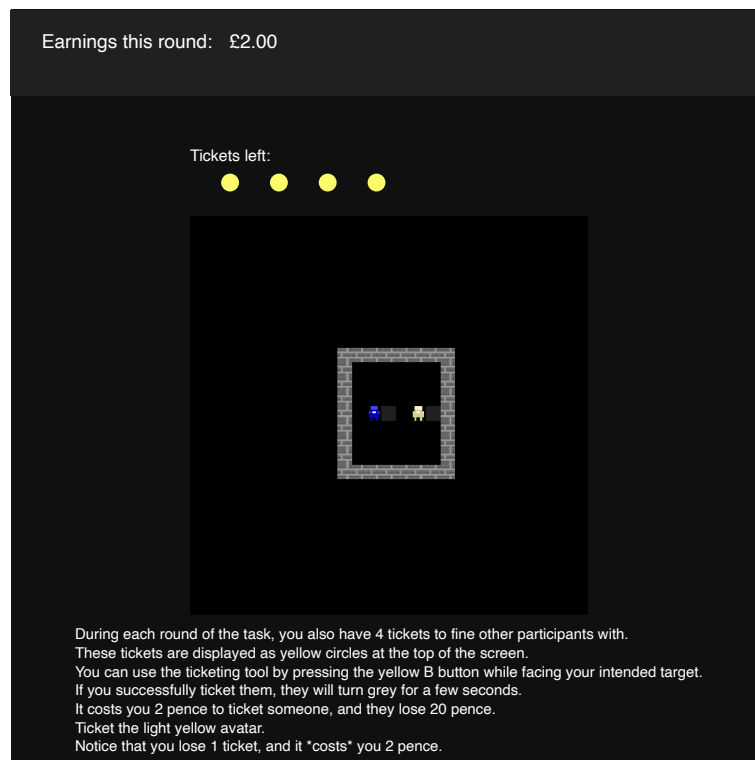 Earnings this round: £2.00
Tickets left:
During each round of the task, you also have 4 tickets to fine other participants with.
These tickets are displayed as yellow circles at the top of the screen.
You can use the ticketing tool by pressing the yellow B button while facing your intended target.
If you successfully ticket them, they will turn grey for a few seconds.
It costs you 2 pence to ticket someone, and they lose 20 pence.
Ticket the light yellow avatar.
Notice that you lose 1 ticket, and it *costs* you 2 pence.